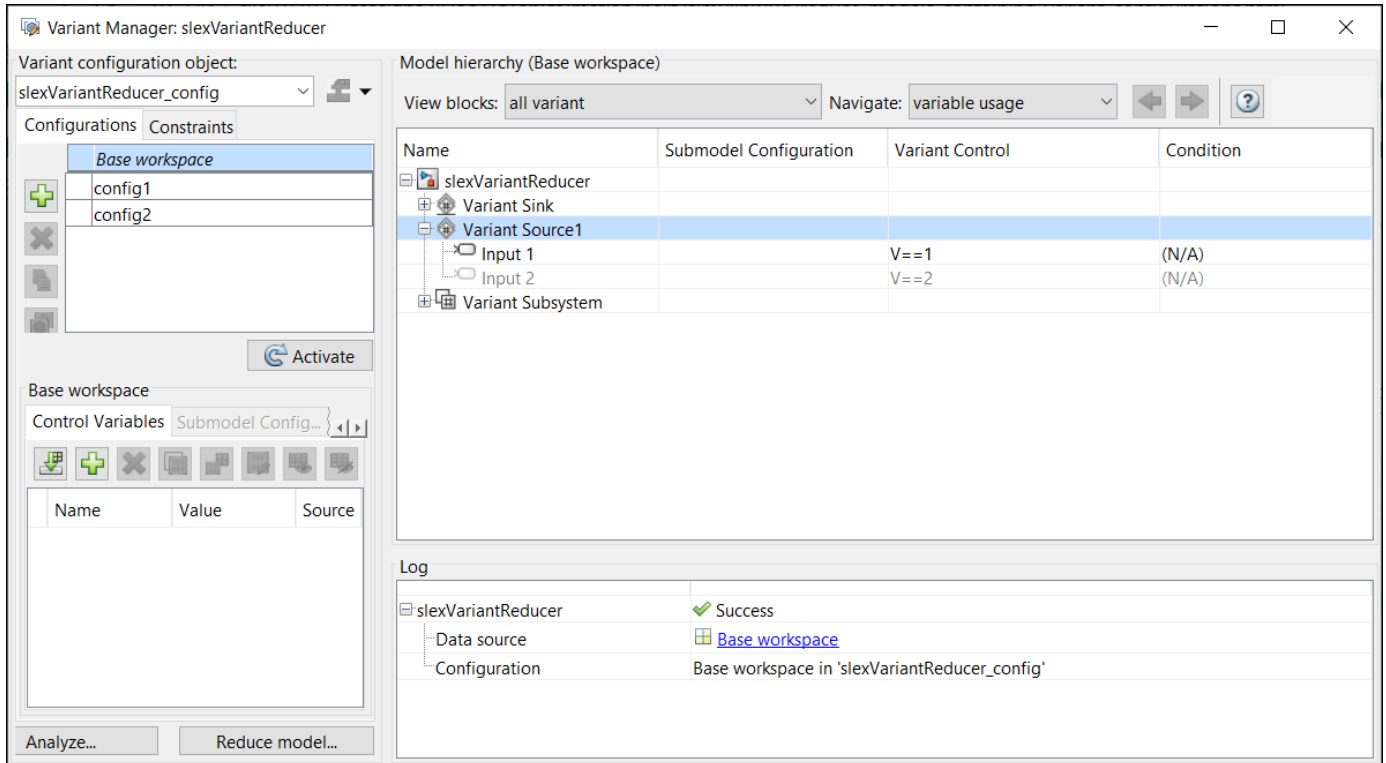 Variant Manager: slexVariantReducer
Variant configuration object:
slexVariantReducer_config
Configurations Constraints
Base workspace
config1
config2
Activate
Base workspace
Control Variables Submodel Config...
Name Value Source
Analyze... Reduce model...
Model hierarchy (Base workspace)
View blocks: all variant Navigate: variable usage
Name Submodel Configuration Variant Control Condition
slexVariantReducer
Variant Sink
Variant Source1
Input 1 V==1 (N/A)
Input 2 V==2 (N/A)
Variant Subsystem
Log
slexVariantReducer Success
Data source Base workspace
Configuration Base workspace in 'slexVariantReducer_config'